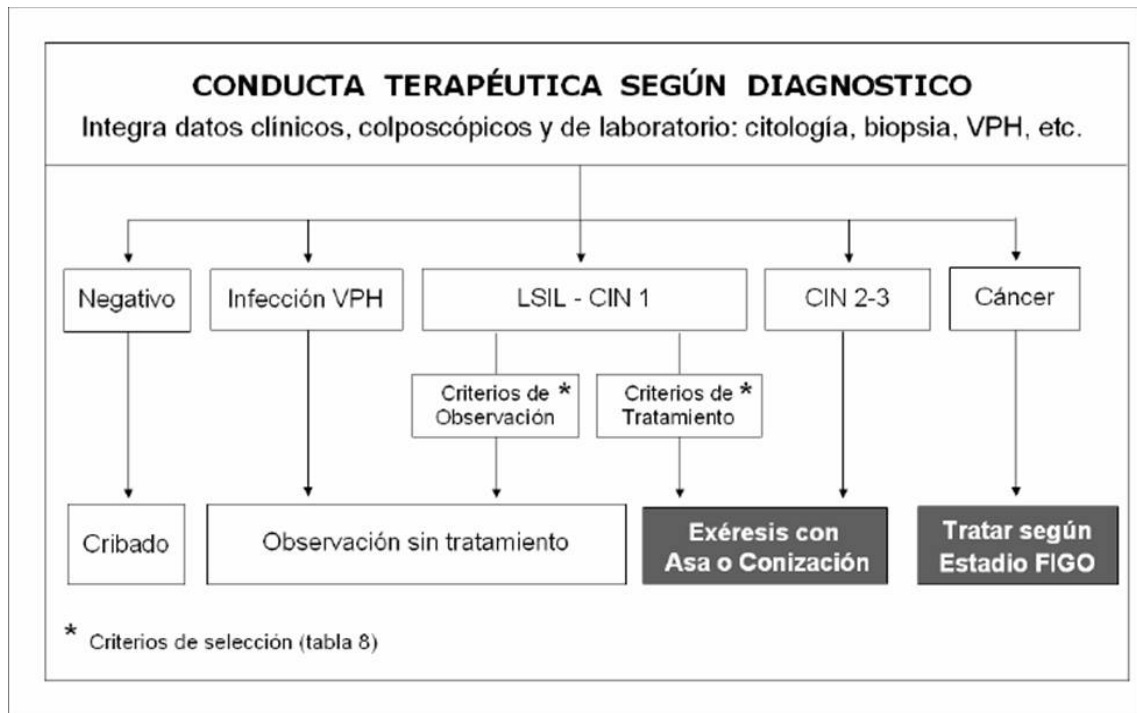 CONDUCTA TERAPÉUTICA SEGÚN DIAGNOSTICO
Integra datos clínicos, colposcópicos y de laboratorio: citología, biopsia, VPH, etc.
Negativo
Infección VPH
LSIL - CIN 1
CIN 2-3
Cáncer
Criterios de *
Observación
Criterios de *
Tratamiento
Cribado
Observación sin tratamiento
Exéresis con
Asa o Conización
Tratar según
Estadio FIGO
* Criterios de selección (tabla 8)